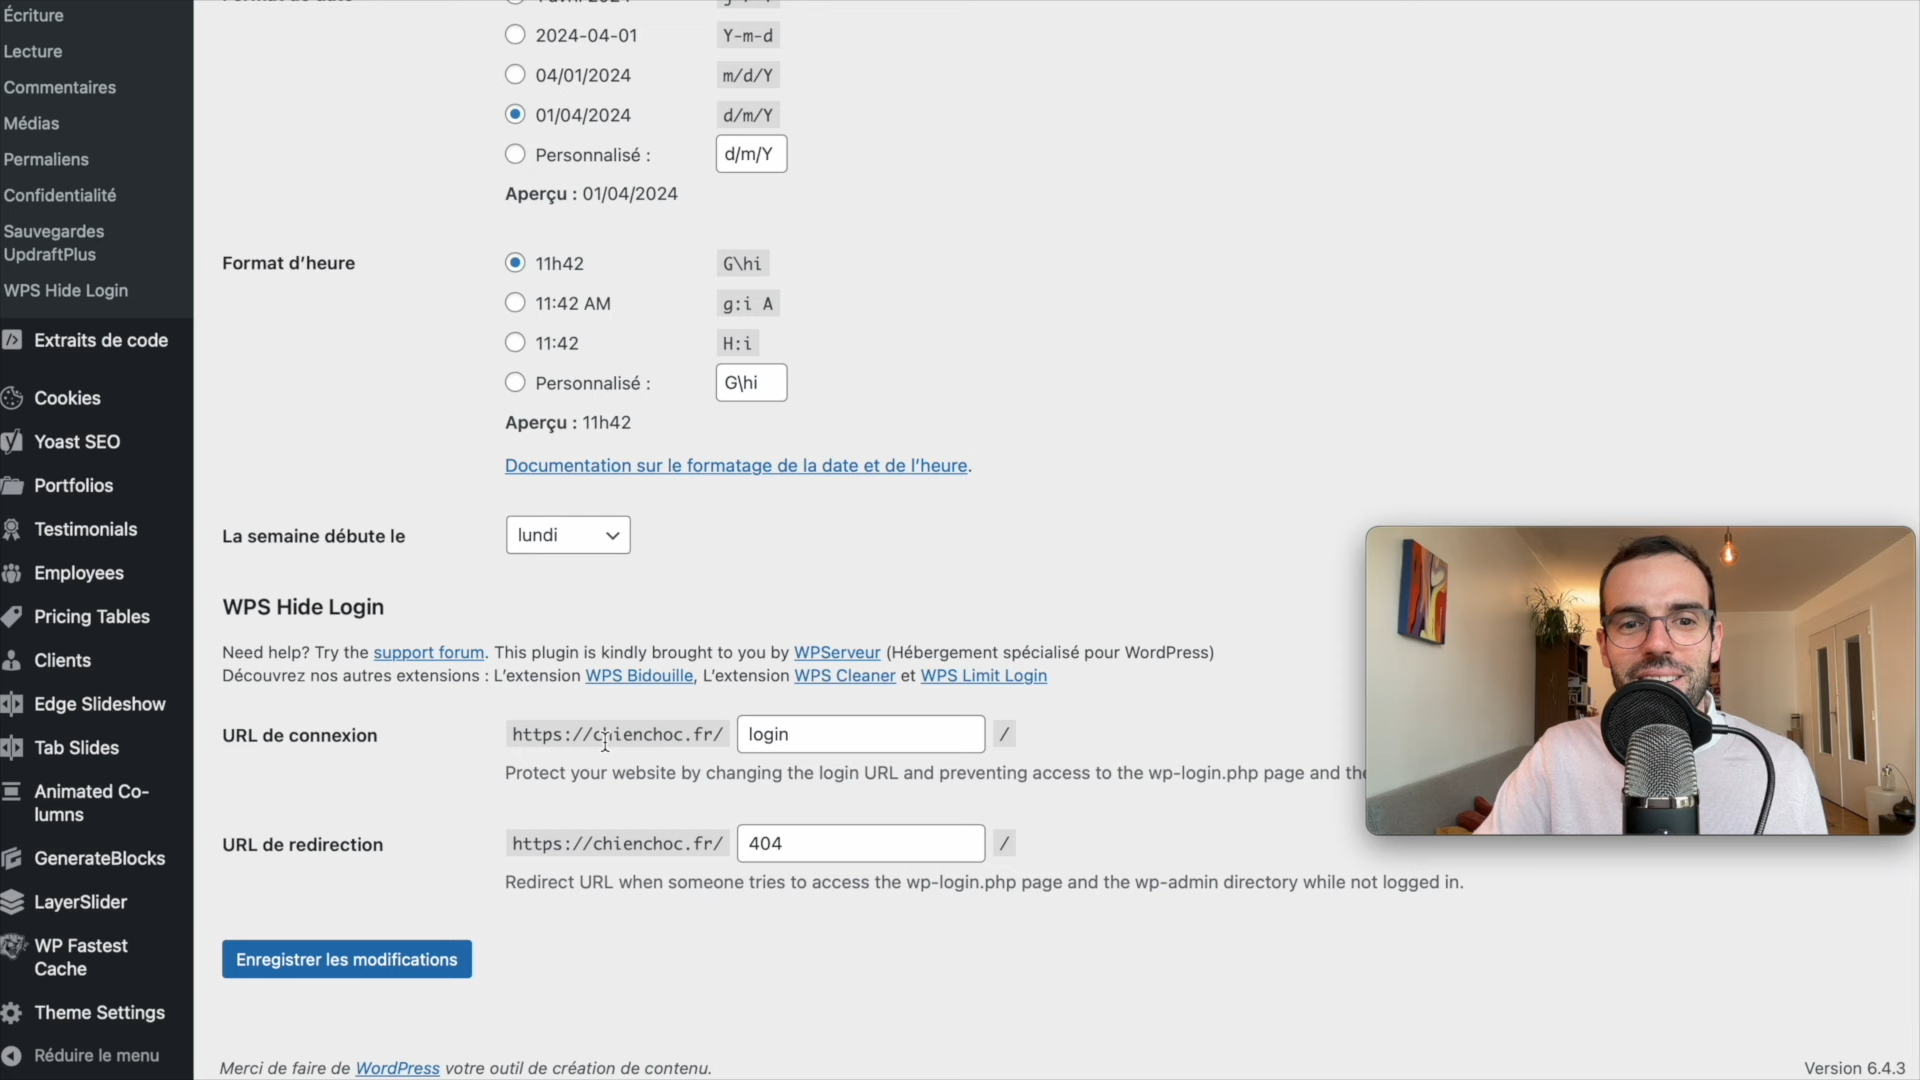 Écriture
Lecture
Commentaires
Médias
Permaliens
Confidentialité
Sauvegardes
UpdraftPlus
WPS Hide Login
Extraits de code
Cookies
Yoast SEO
Portfolios
Testimonials
Employees
Pricing Tables
Clients
Edge Slideshow
Tab Slides
Animated Co-
lumns
GenerateBlocks
LayerSlider
WP Fastest
Cache
Theme Settings
Réduire le menu
2024-04-01 Y-m-d
04/01/2024 m/d/Y
01/04/2024 d/m/Y
Personnalisé : d/m/Y
Aperçu : 01/04/2024
Format d’heure
11h42 G\hi
11:42 AM g:i A
11:42 H:i
Personnalisé : G\hi
Aperçu : 11h42
Documentation sur le formatage de la date et de l’heure.
La semaine débute le lundi
WPS Hide Login
Need help? Try the support forum. This plugin is kindly brought to you by WPServeur (Hébergement spécialisé pour WordPress)
Découvrez nos autres extensions : L’extension WPS Bidouille, L’extension WPS Cleaner et WPS Limit Login
URL de connexion https://chienchoc.fr/ login /
Protect your website by changing the login URL and preventing access to the wp-login.php page and the
URL de redirection https://chienchoc.fr/ 404 /
Redirect URL when someone tries to access the wp-login.php page and the wp-admin directory while not logged in.
Enregistrer les modifications
Merci de faire de WordPress votre outil de création de contenu.
Version 6.4.3